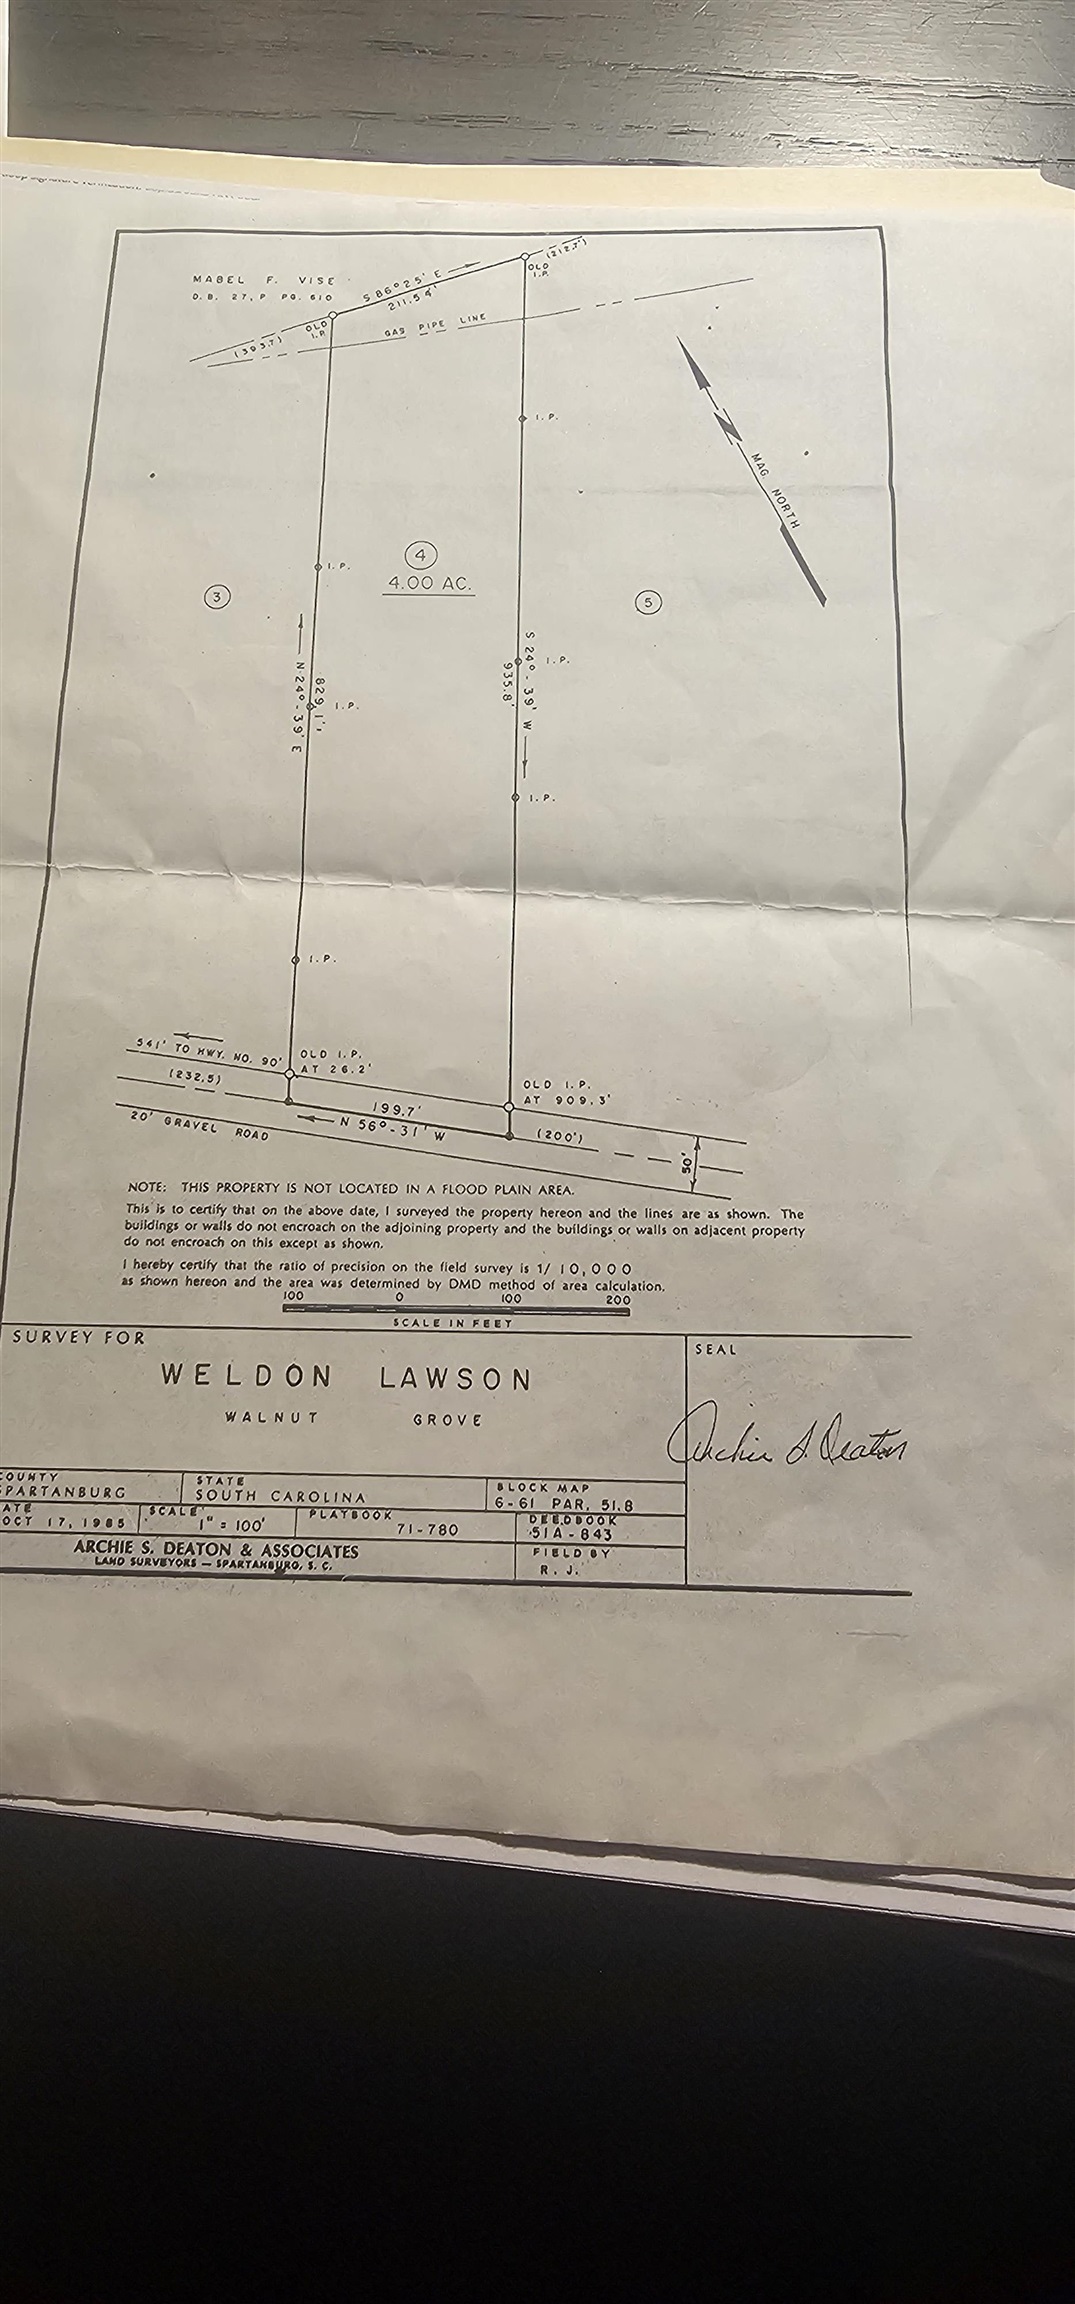 MABEL F. VISE
D.B. 27, P PG. 610
S 86° 25' E
211.54'
(212.7')
OLD
I.P.
OLD
I.P.
(393.7)
GAS PIPE LINE
I.P.
MAG NORTH
I.P.
4
4.00 AC.
3
5
N 24° - 39' E
829.1'
S 24° - 39' W
935.8'
I.P.
I.P.
I.P.
I.P.
541' TO HWY. NO. 90'
OLD I.P.
AT 26.2'
(232.5)
OLD I.P.
AT 909.3'
199.7'
N 56° - 31' W
(200')
20' GRAVEL ROAD
50'
NOTE: THIS PROPERTY IS NOT LOCATED IN A FLOOD PLAIN AREA.
This is to certify that on the above date, I surveyed the property hereon and the lines are as shown. The
buildings or walls do not encroach on the adjoining property and the buildings or walls on adjacent property
do not encroach on this except as shown.
I hereby certify that the ratio of precision on the field survey is 1/ 10,000
as shown hereon and the area was determined by DMD method of area calculation.
100 0 100 200
SCALE IN FEET
SURVEY FOR
SEAL
WELDON LAWSON
WALNUT GROVE
Archie S. Deaton
COUNTY
SPARTANBURG
STATE
SOUTH CAROLINA
BLOCK MAP
6-61 PAR. 51.8
DATE
OCT 17, 1985
SCALE
1" = 100'
PLATBOOK
71-780
DEEDBOOK
51A-843
ARCHIE S. DEATON & ASSOCIATES
LAND SURVEYORS — SPARTANBURG, S. C.
FIELD BY
R. J.